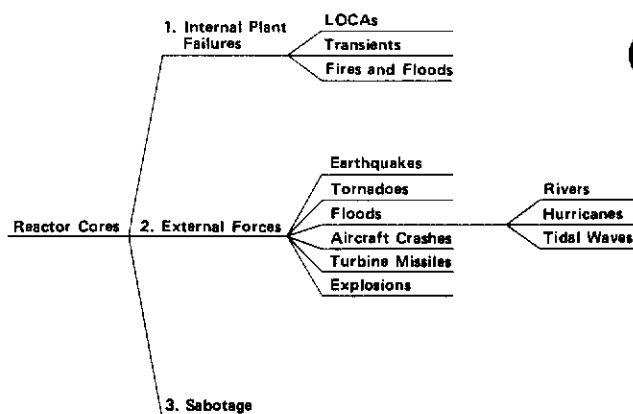 1. Internal Plant
Failures
LOCAs
Transients
Fires and Floods
Reactor Cores
2. External Forces
Earthquakes
Tornadoes
Floods
Aircraft Crashes
Turbine Missiles
Explosions
Rivers
Hurricanes
Tidal Waves
3. Sabotage